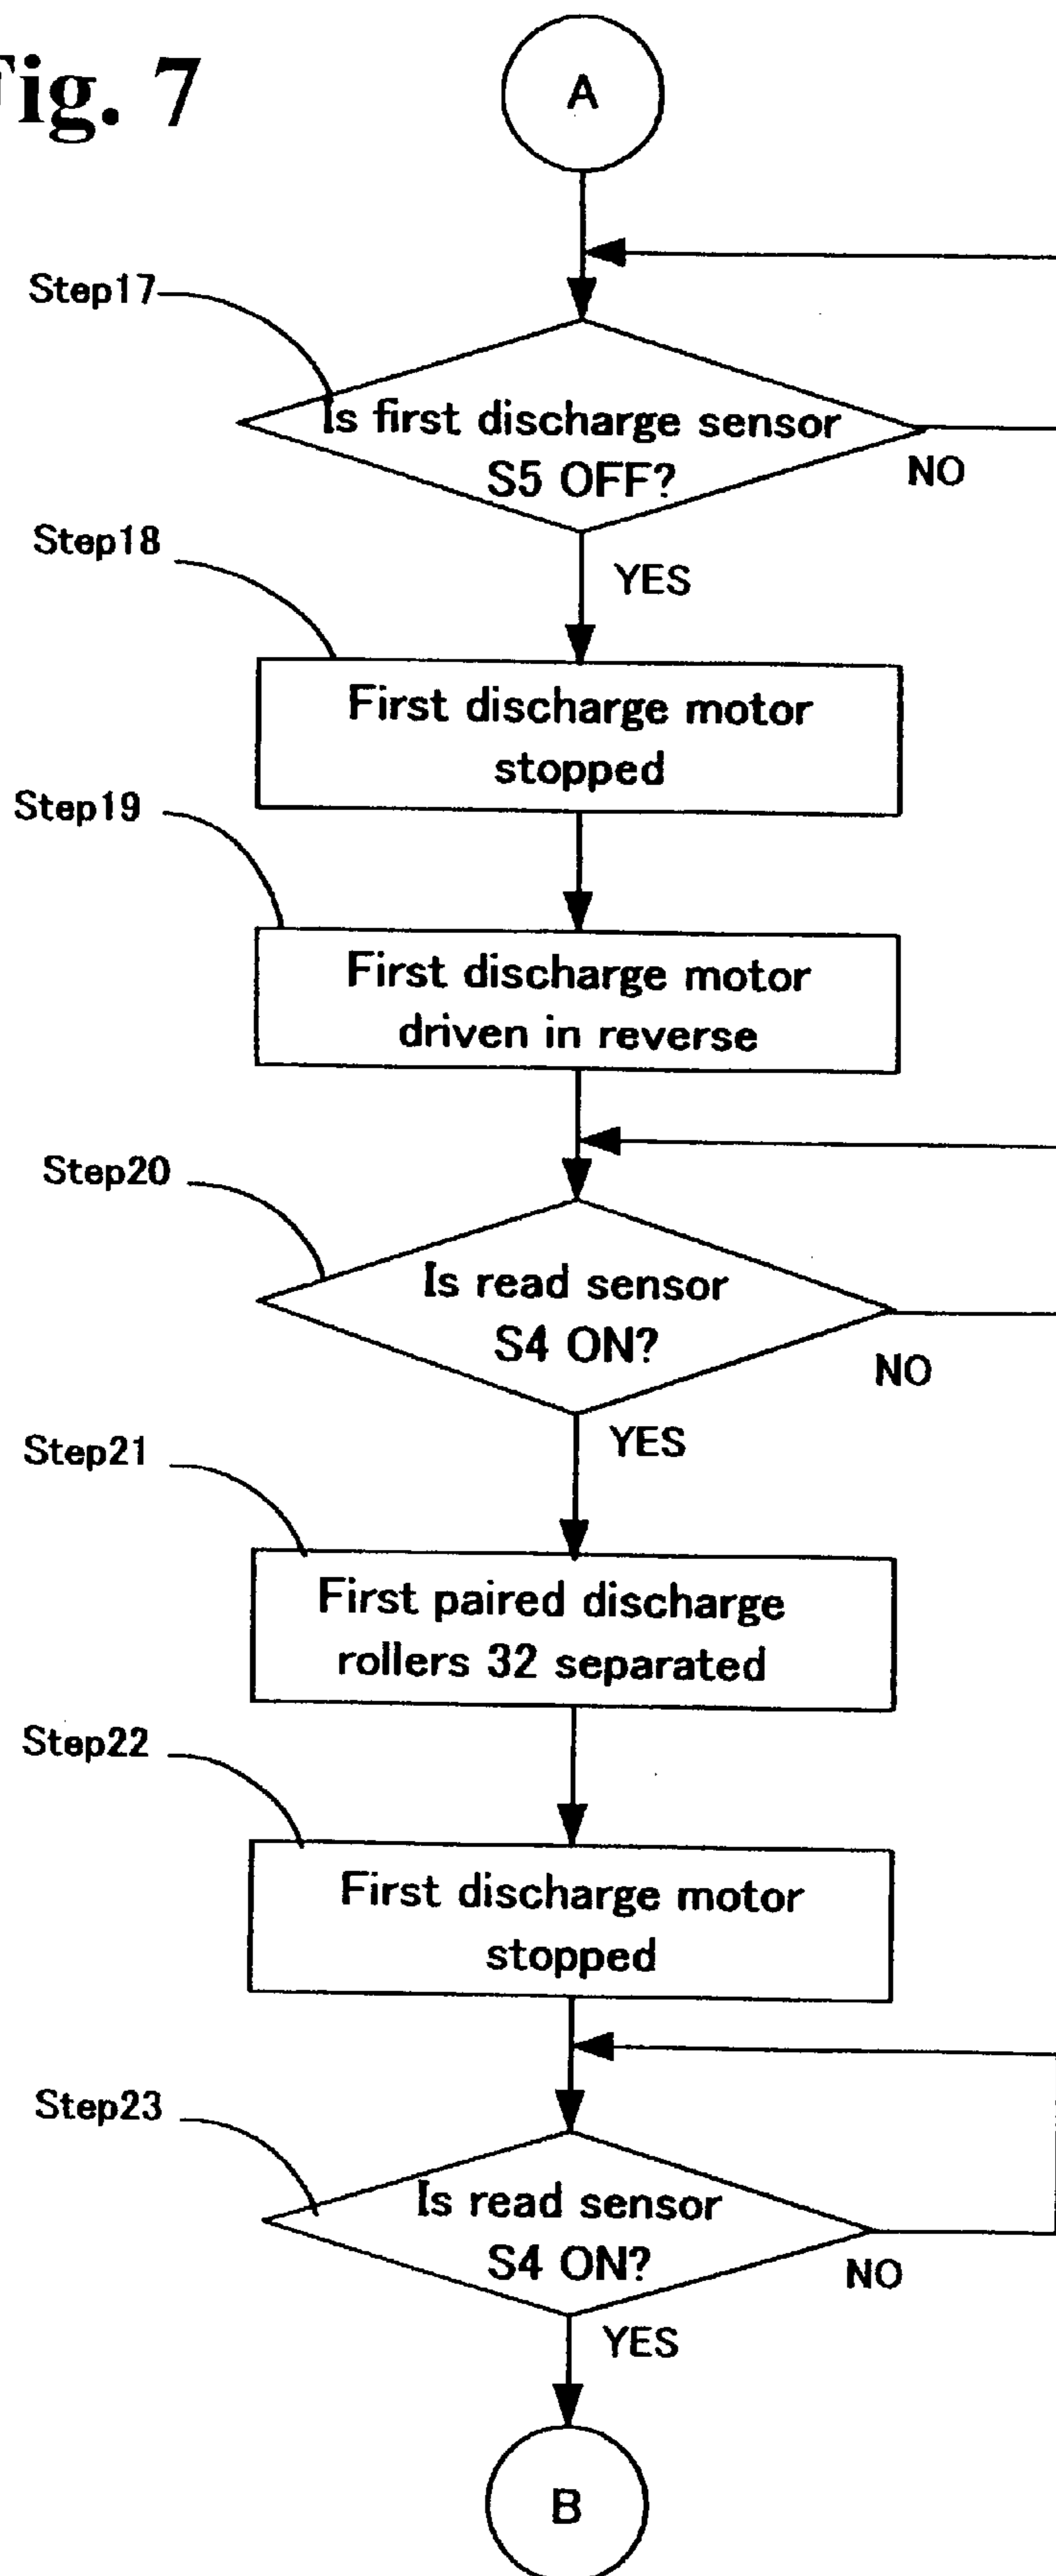 Fig. 7
A
Step17
Is first discharge sensor
S5 OFF?
NO
YES
Step18
First discharge motor
stopped
Step19
First discharge motor
driven in reverse
Step20
Is read sensor
S4 ON?
NO
YES
Step21
First paired discharge
rollers 32 separated
Step22
First discharge motor
stopped
Step23
Is read sensor
S4 ON?
NO
YES
B